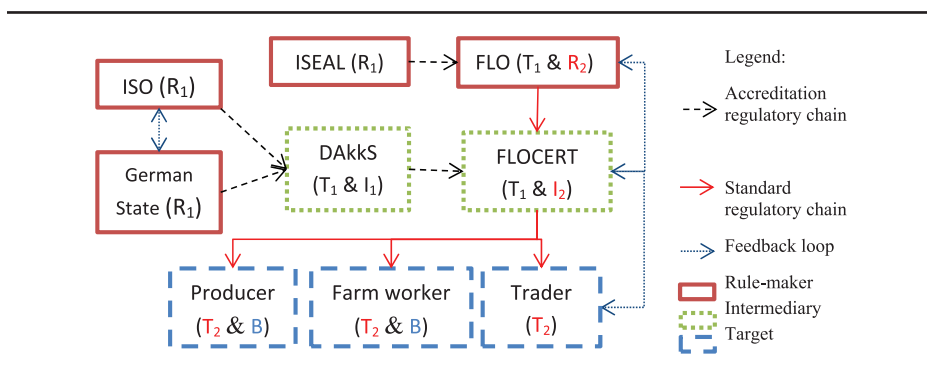 ISEAL (R₁)
FLO (T₁ & R₂)
ISO (R₁)
DAkkS
(T₁ & I₁)
FLOCERT
(T₁ & I₂)
German
State (R₁)
Producer
(T₂ & B)
Farm worker
(T₂ & B)
Trader
(T₂)
Legend:
Accreditation
regulatory chain
Standard
regulatory chain
Feedback loop
Rule-maker
Intermediary
Target